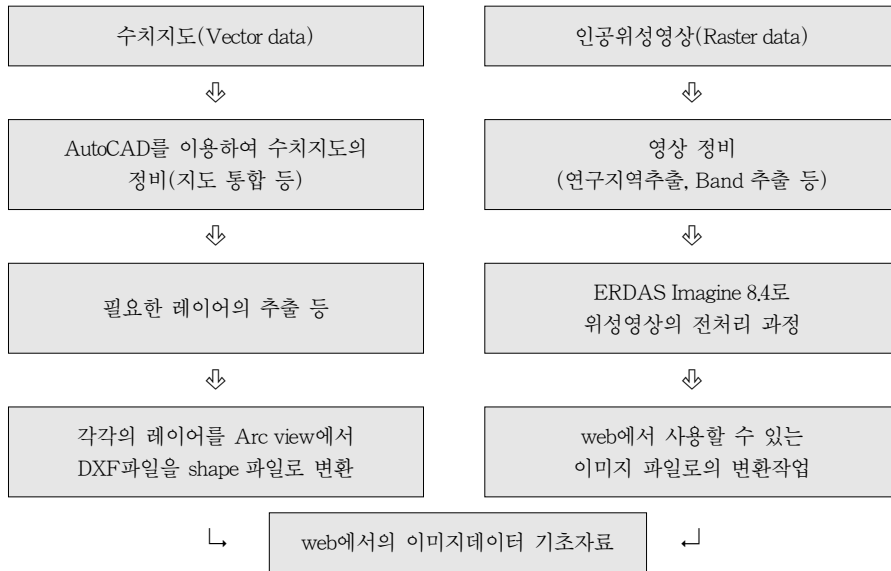 수치지도(Vector data)
AutoCAD를 이용하여 수치지도의
정비(지도 통합 등)
필요한 레이어의 추출 등
각각의 레이어를 Arc view에서
DXF파일을 shape 파일로 변환
인공위성영상(Raster data)
영상 정비
(연구지역추출, Band 추출 등)
ERDAS Imagine 8.4로
위성영상의 전처리 과정
web에서 사용할 수 있는
이미지 파일로의 변환작업
web에서의 이미지데이터 기초자료